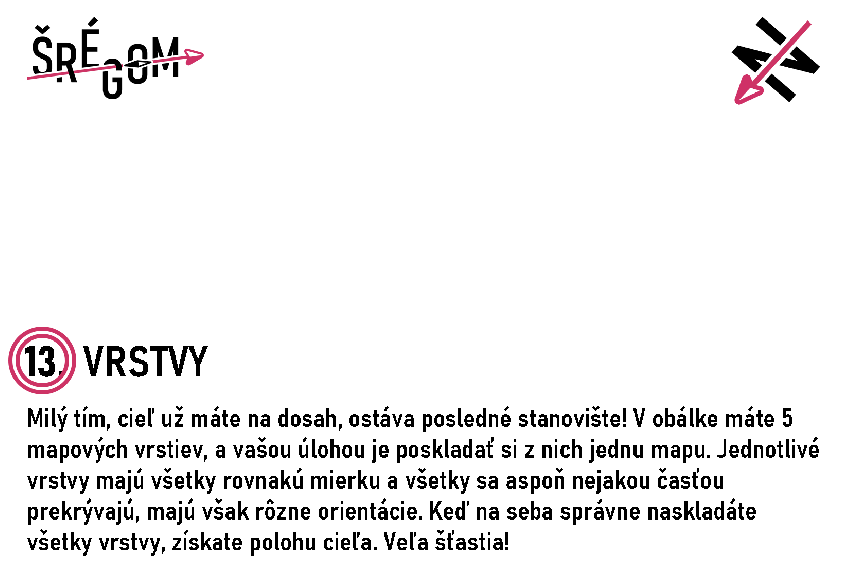 ŠRÉGOM
N
13. VRSTVY
Milý tím, cieľ už máte na dosah, ostáva posledné stanovište! V obálke máte 5
mapových vrstiev, a vašou úlohou je poskladať si z nich jednu mapu. Jednotlivé
vrstvy majú všetky rovnakú mierku a všetky sa aspoň nejakou časťou
prekrývajú, majú však rôzne orientácie. Keď na seba správne naskladáte
všetky vrstvy, získate polohu cieľa. Veľa šťastia!